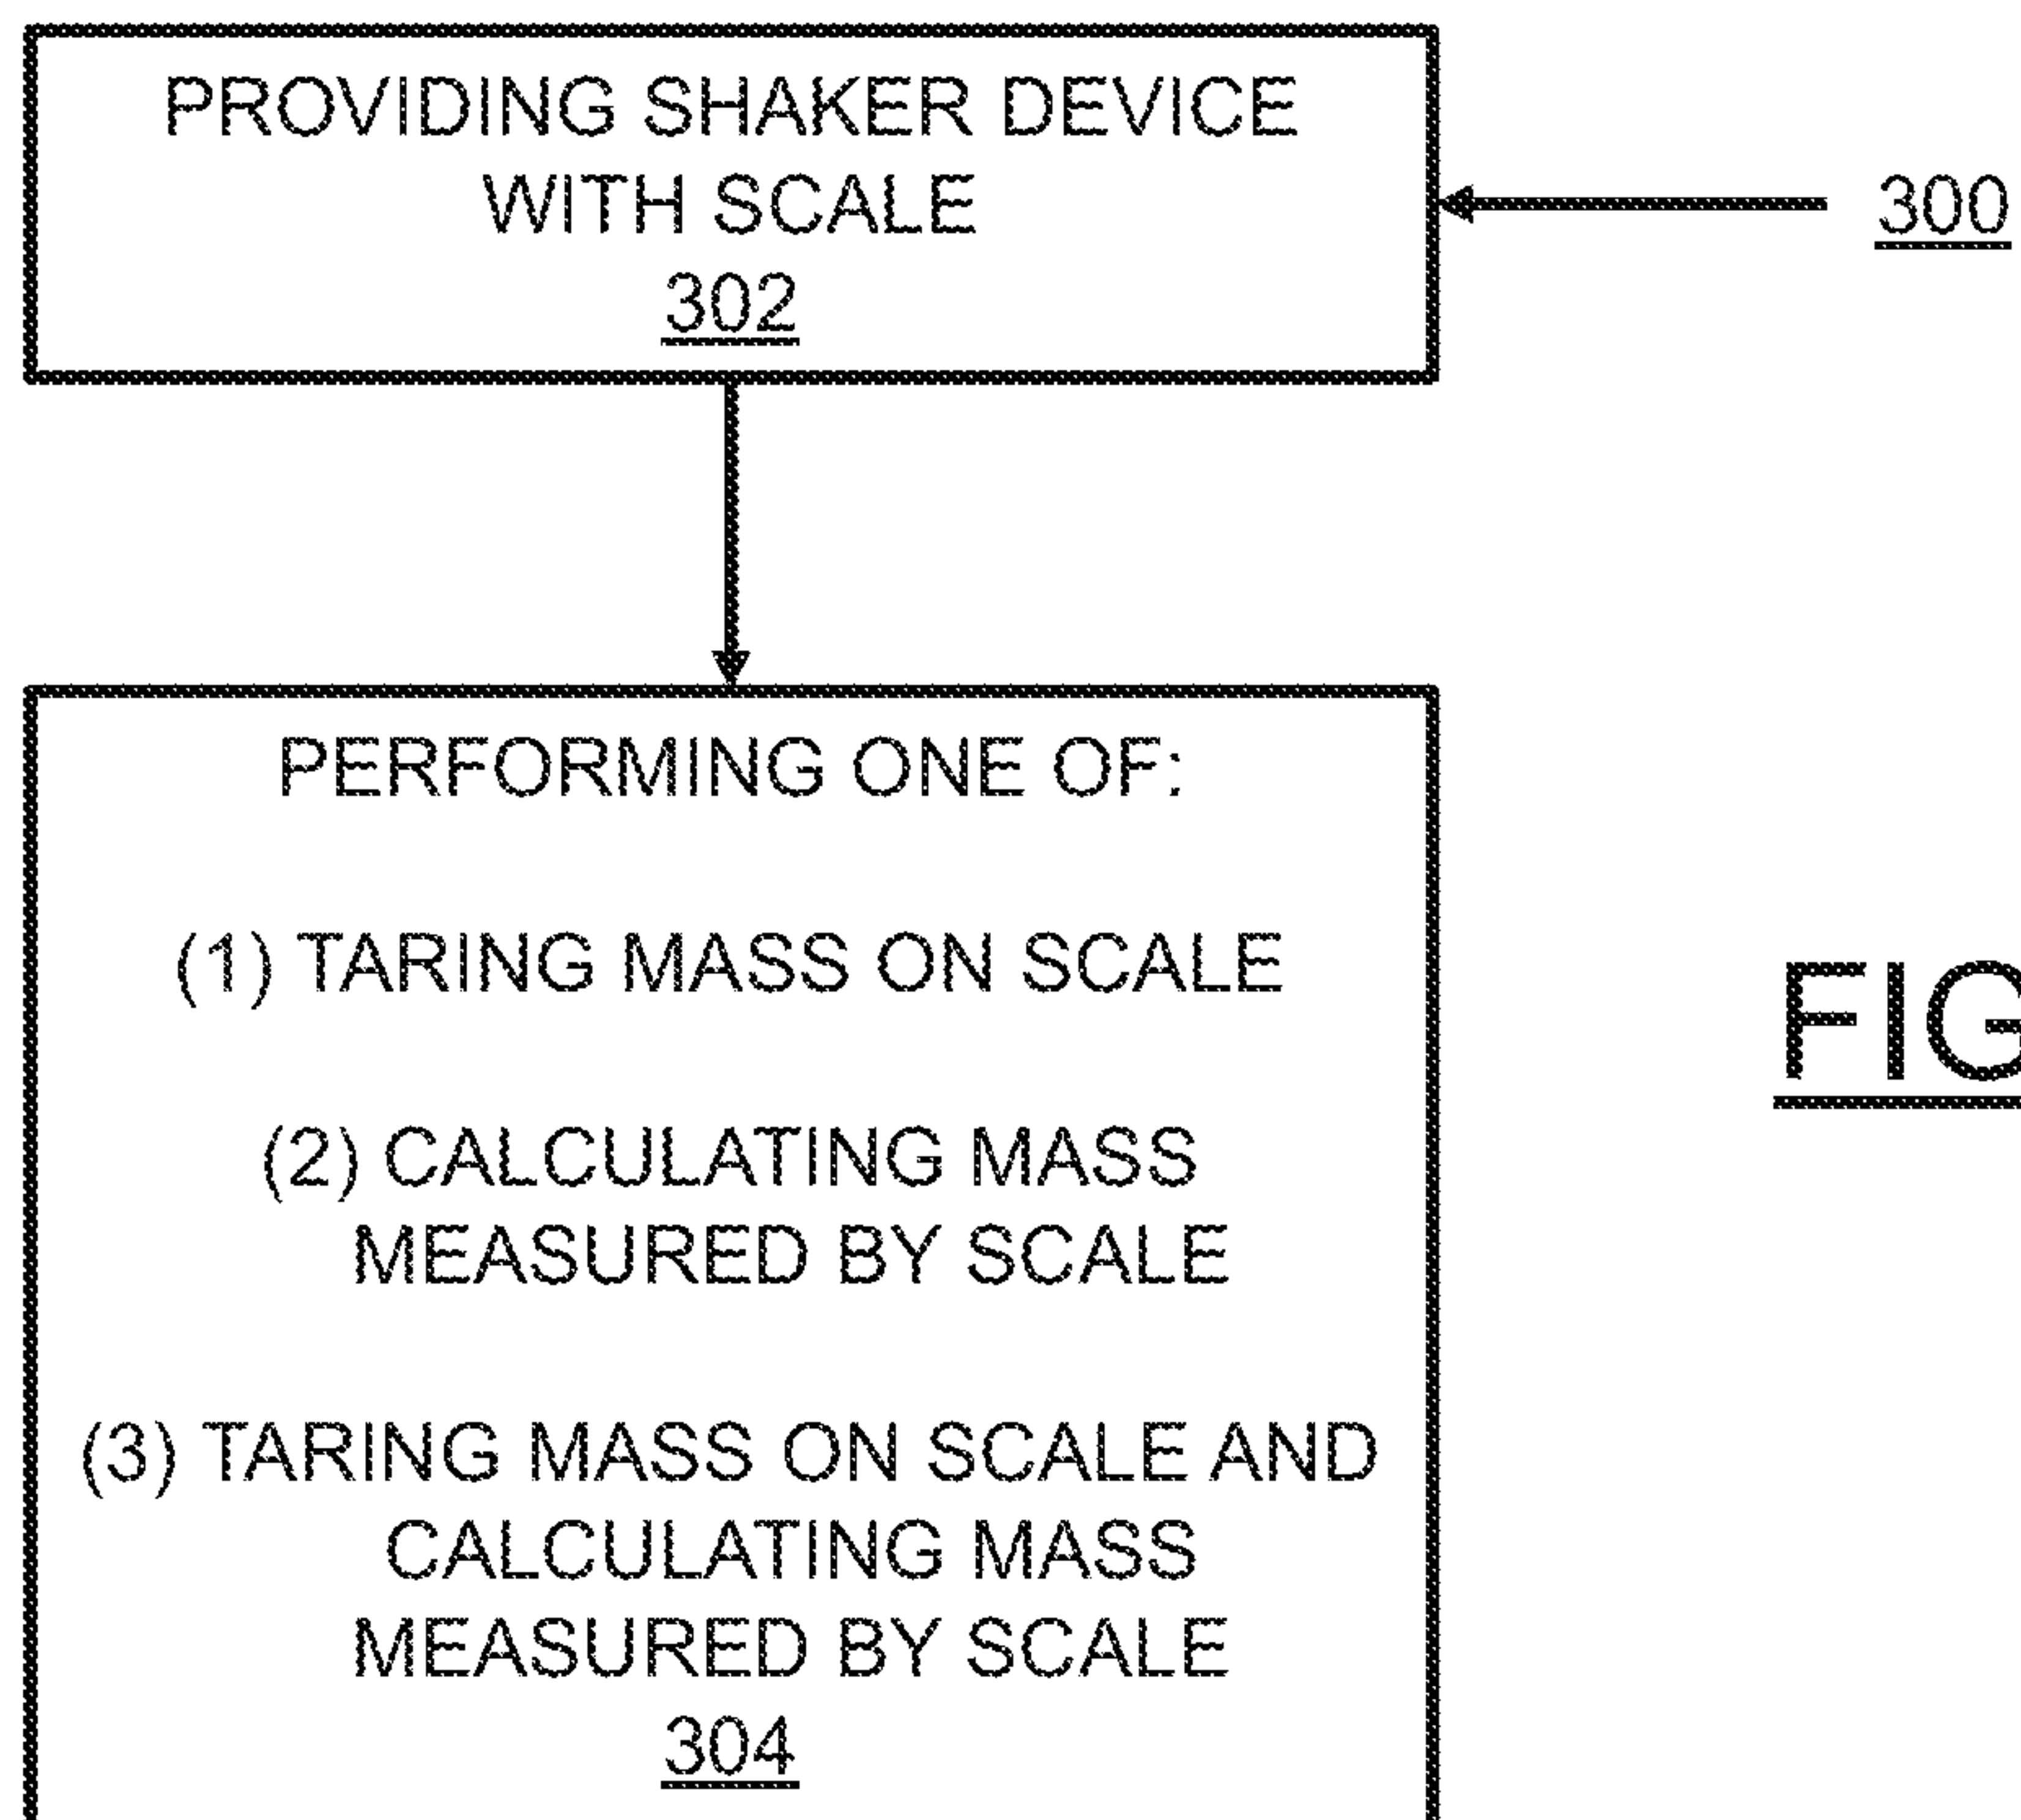 PROVIDING SHAKER DEVICE
WITH SCALE
302
300
PERFORMING ONE OF:
(1) TARING MASS ON SCALE
(2) CALCULATING MASS
MEASURED BY SCALE
(3) TARING MASS ON SCALE AND
CALCULATING MASS
MEASURED BY SCALE
304
FIG